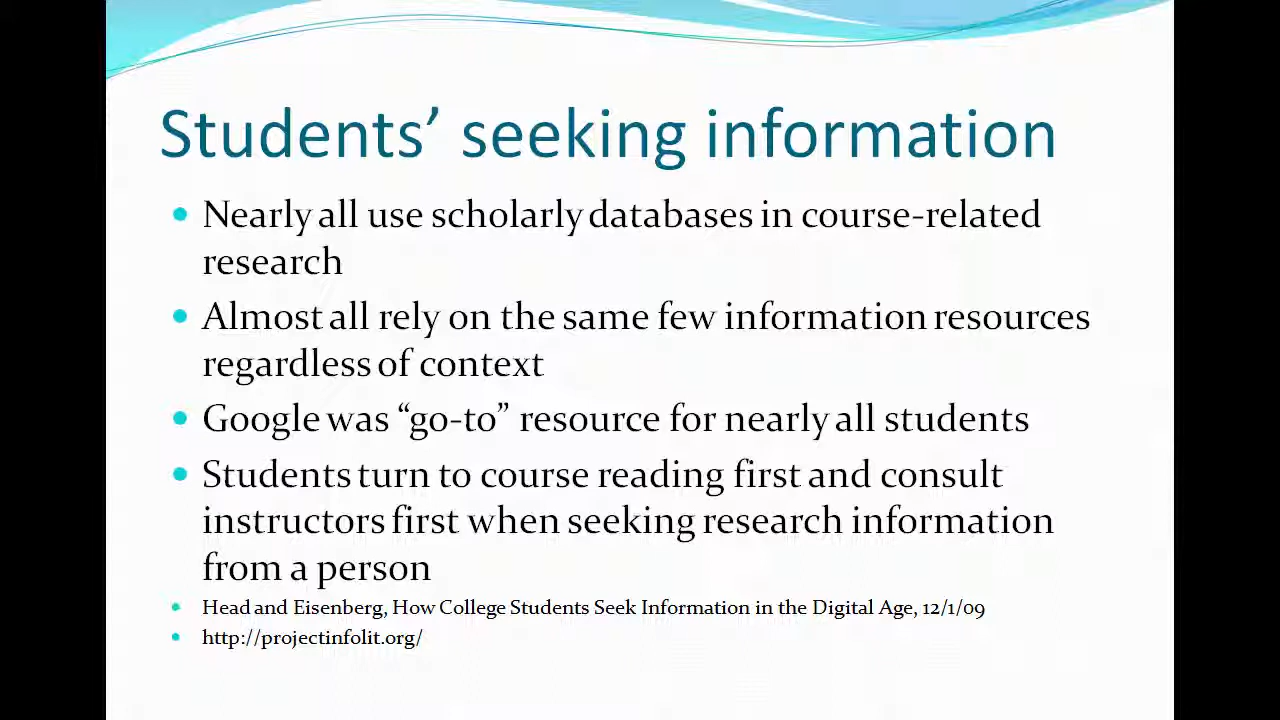 Students’ seeking information
• Nearly all use scholarly databases in course-related
research
• Almost all rely on the same few information resources
regardless of context
• Google was “go-to” resource for nearly all students
• Students turn to course reading first and consult
instructors first when seeking research information
from a person
• Head and Eisenberg, How College Students Seek Information in the Digital Age, 12/1/09
• http://projectinfolit.org/